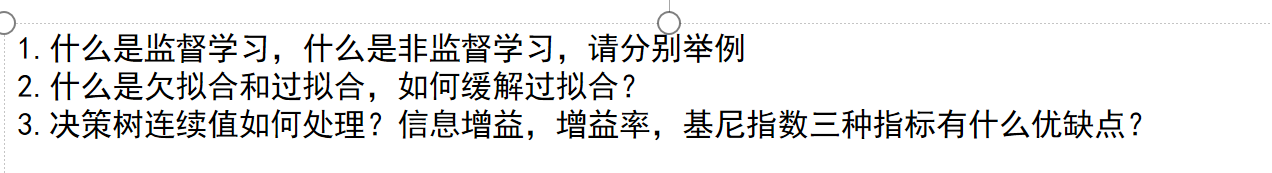 1.什么是监督学习，什么是非监督学习，请分别举例
2.什么是欠拟合和过拟合，如何缓解过拟合？
3.决策树连续值如何处理？信息增益，增益率，基尼指数三种指标有什么优缺点？